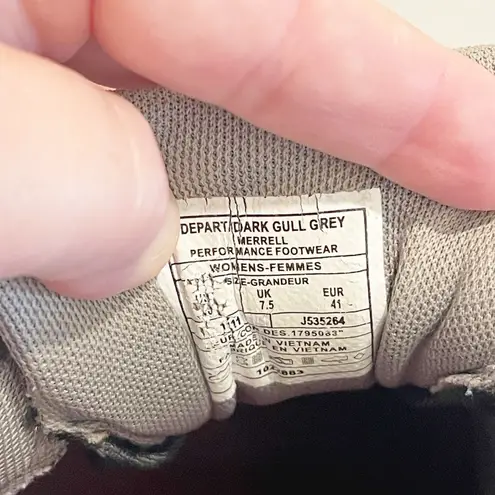 DEPART/DARK GULL GREY
MERRELL
PERFORMANCE FOOTWEAR
WOMENS-FEMMES
SIZE-GRANDEUR
UK EUR
7.5 41
J535264
DES.
VIETNAM
EN VIETNAM